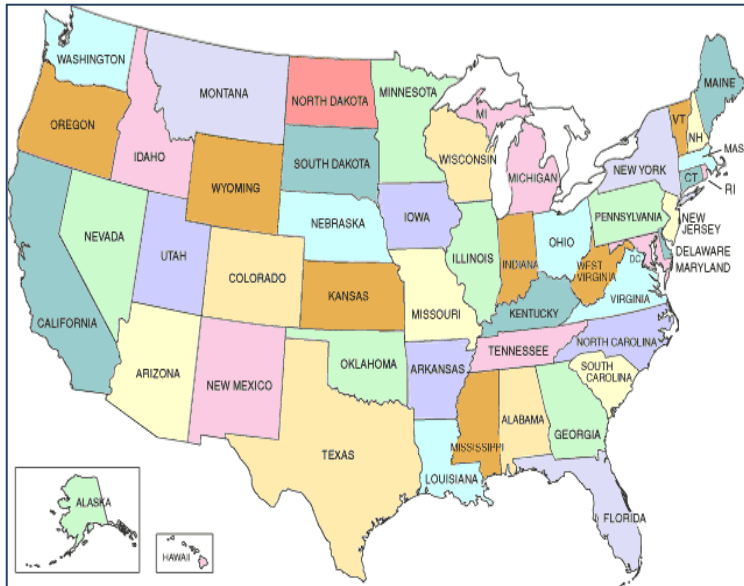 WASHINGTON
MONTANA
NORTH DAKOTA
MINNESOTA
MAINE
OREGON
IDAHO
MI
VT
NH
WISCONSIN
MAS
SOUTH DAKOTA
WYOMING
MICHIGAN
NEW YORK
CT
RI
NEBRASKA
IOWA
PENNSYLVANIA
NEW
JERSEY
NEVADA
UTAH
COLORADO
ILLINOIS
INDIANA
OHIO
DC
DELAWARE
MARYLAND
WEST
VIRGINIA
VIRGINIA
CALIFORNIA
KANSAS
MISSOURI
KENTUCKY
NORTH CAROLINA
TENNESSEE
ARIZONA
NEW MEXICO
OKLAHOMA
ARKANSAS
SOUTH
CAROLINA
MISSISSIPPI
ALABAMA
GEORGIA
TEXAS
LOUISIANA
FLORIDA
ALASKA
HAWAII